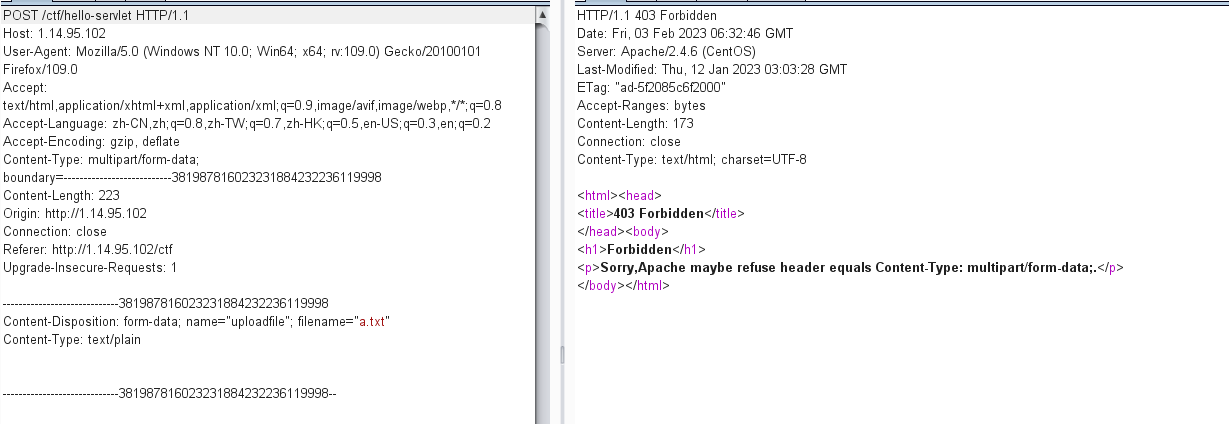 POST /ctf/hello-servlet HTTP/1.1
Host: 1.14.95.102
User-Agent: Mozilla/5.0 (Windows NT 10.0; Win64; x64; rv:109.0) Gecko/20100101
Firefox/109.0
Accept:
text/html,application/xhtml+xml,application/xml;q=0.9,image/avif,image/webp,*/*;q=0.8
Accept-Language: zh-CN,zh;q=0.8,zh-TW;q=0.7,zh-HK;q=0.5,en-US;q=0.3,en;q=0.2
Accept-Encoding: gzip, deflate
Content-Type: multipart/form-data;
boundary=---------------------------381987816023231884232236119998
Content-Length: 223
Origin: http://1.14.95.102
Connection: close
Referer: http://1.14.95.102/ctf
Upgrade-Insecure-Requests: 1
-----------------------------381987816023231884232236119998
Content-Disposition: form-data; name="uploadfile"; filename="a.txt"
Content-Type: text/plain
-----------------------------381987816023231884232236119998--
HTTP/1.1 403 Forbidden
Date: Fri, 03 Feb 2023 06:32:46 GMT
Server: Apache/2.4.6 (CentOS)
Last-Modified: Thu, 12 Jan 2023 03:03:28 GMT
ETag: "ad-5f2085c6f2000"
Accept-Ranges: bytes
Content-Length: 173
Connection: close
Content-Type: text/html; charset=UTF-8
<html><head>
<title>403 Forbidden</title>
</head><body>
<h1>Forbidden</h1>
<p>Sorry,Apache maybe refuse header equals Content-Type: multipart/form-data;.</p>
</body></html>